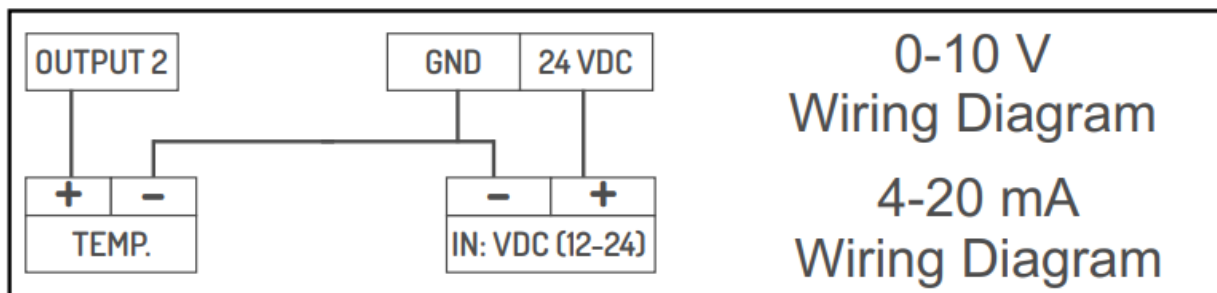 OUTPUT 2
GND 24 VDC
+ - - +
TEMP. IN: VDC (12-24)
0-10 V
Wiring Diagram
4-20 mA
Wiring Diagram